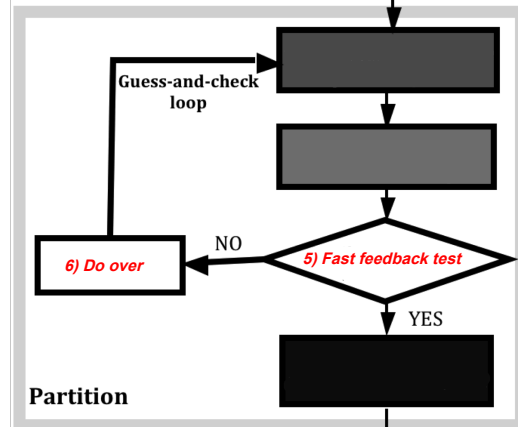 Guess-and-check
loop
NO
6) Do over
5) Fast feedback test
YES
Partition